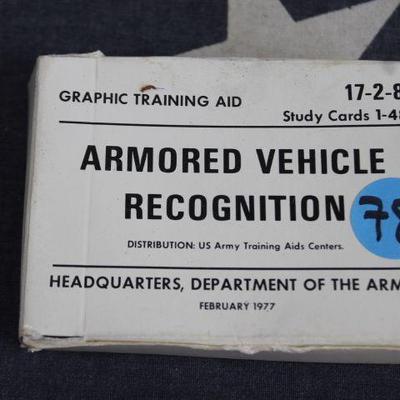 GRAPHIC TRAINING AID 17-2-8
Study Cards 1-48
ARMORED VEHICLE
RECOGNITION
78
DISTRIBUTION: US Army Training Aids Centers.
HEADQUARTERS, DEPARTMENT OF THE ARM
FEBRUARY 1977